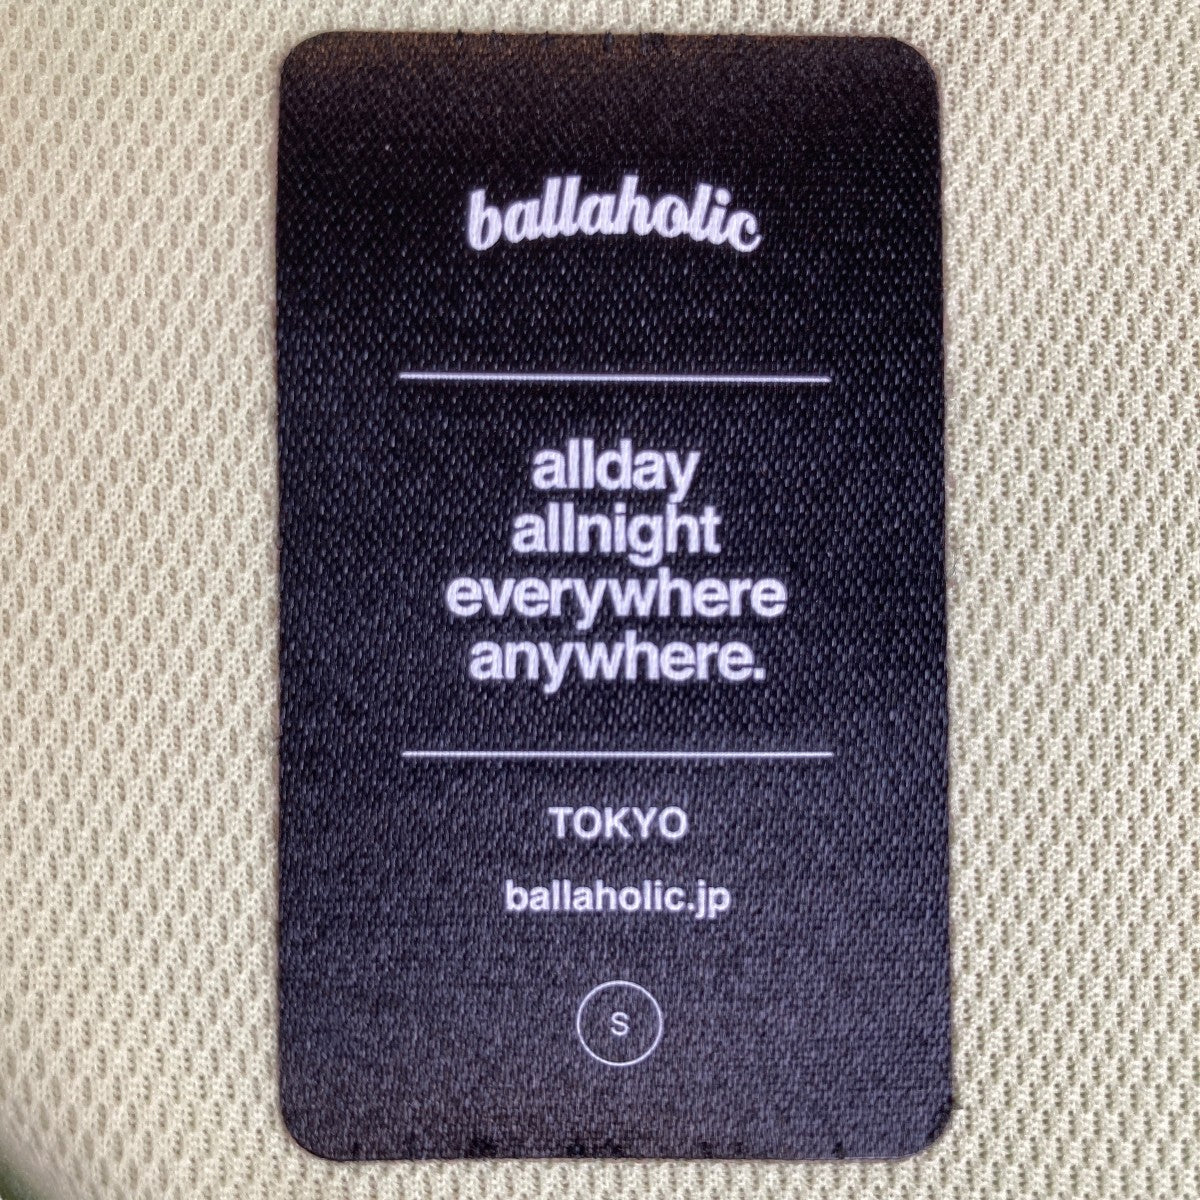 ballaholic
allday
allnight
everywhere
anywhere.
TOKYO
ballaholic.jp
S